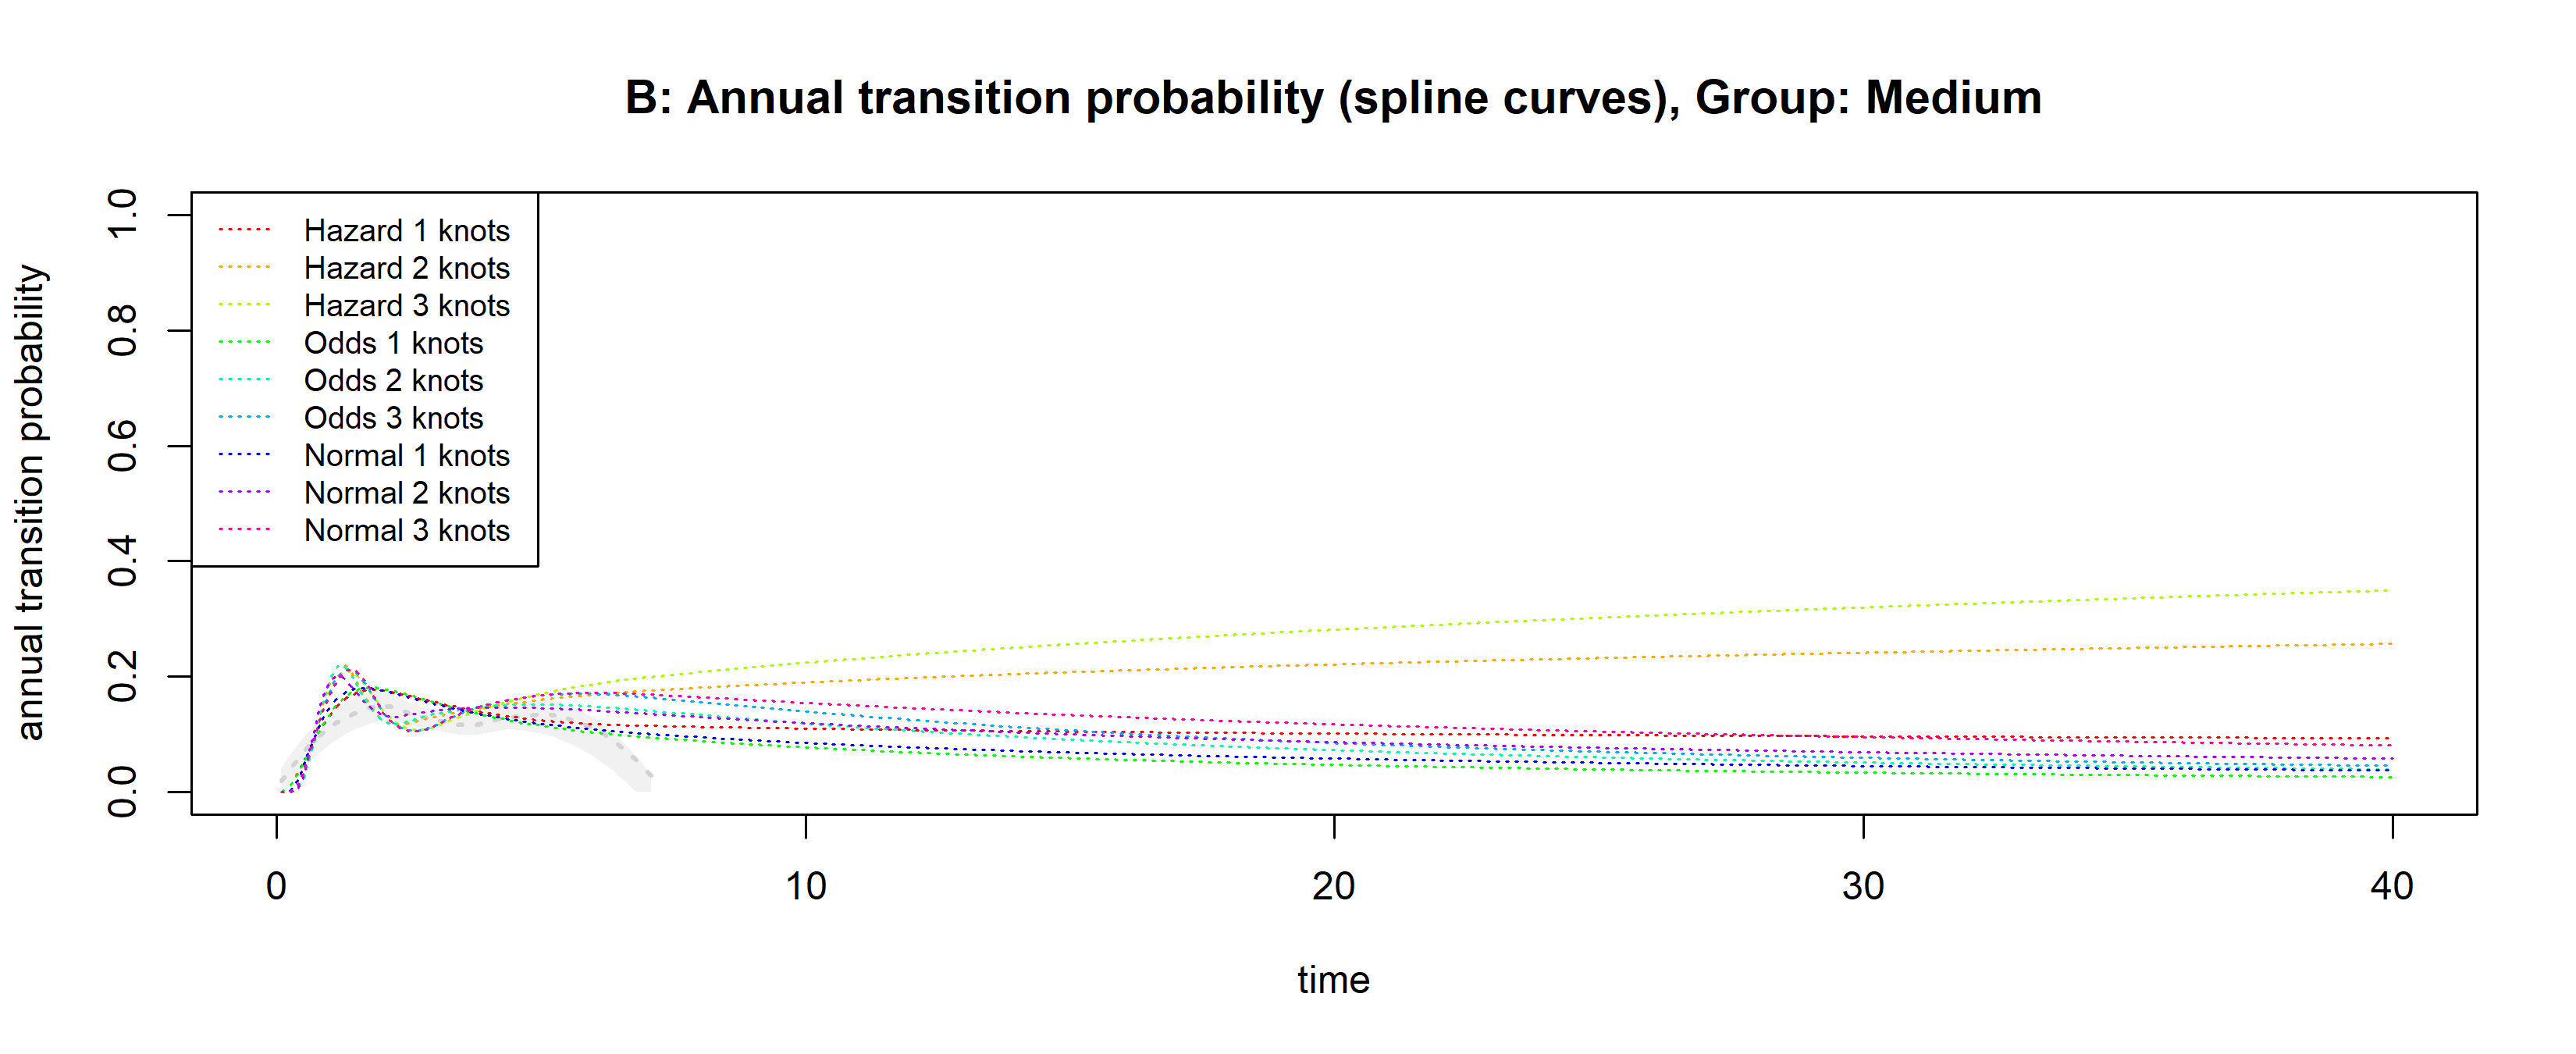 B: Annual transition probability (spline curves), Group: Medium
annual transition probability
1.0
0.8
0.6
0.4
0.2
0.0
Hazard 1 knots
Hazard 2 knots
Hazard 3 knots
Odds 1 knots
Odds 2 knots
Odds 3 knots
Normal 1 knots
Normal 2 knots
Normal 3 knots
0 10 20 30 40
time